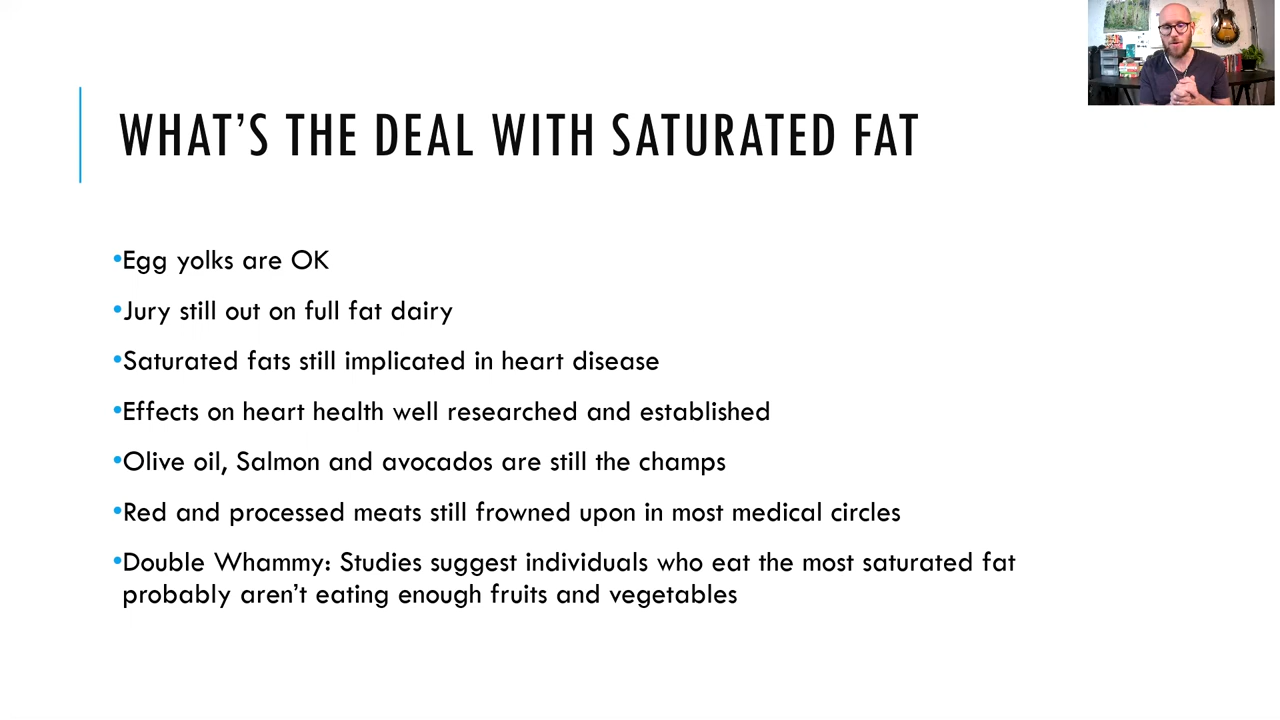 WHAT'S THE DEAL WITH SATURATED FAT
•Egg yolks are OK
•Jury still out on full fat dairy
•Saturated fats still implicated in heart disease
•Effects on heart health well researched and established
•Olive oil, Salmon and avocados are still the champs
•Red and processed meats still frowned upon in most medical circles
•Double Whammy: Studies suggest individuals who eat the most saturated fat
probably aren't eating enough fruits and vegetables